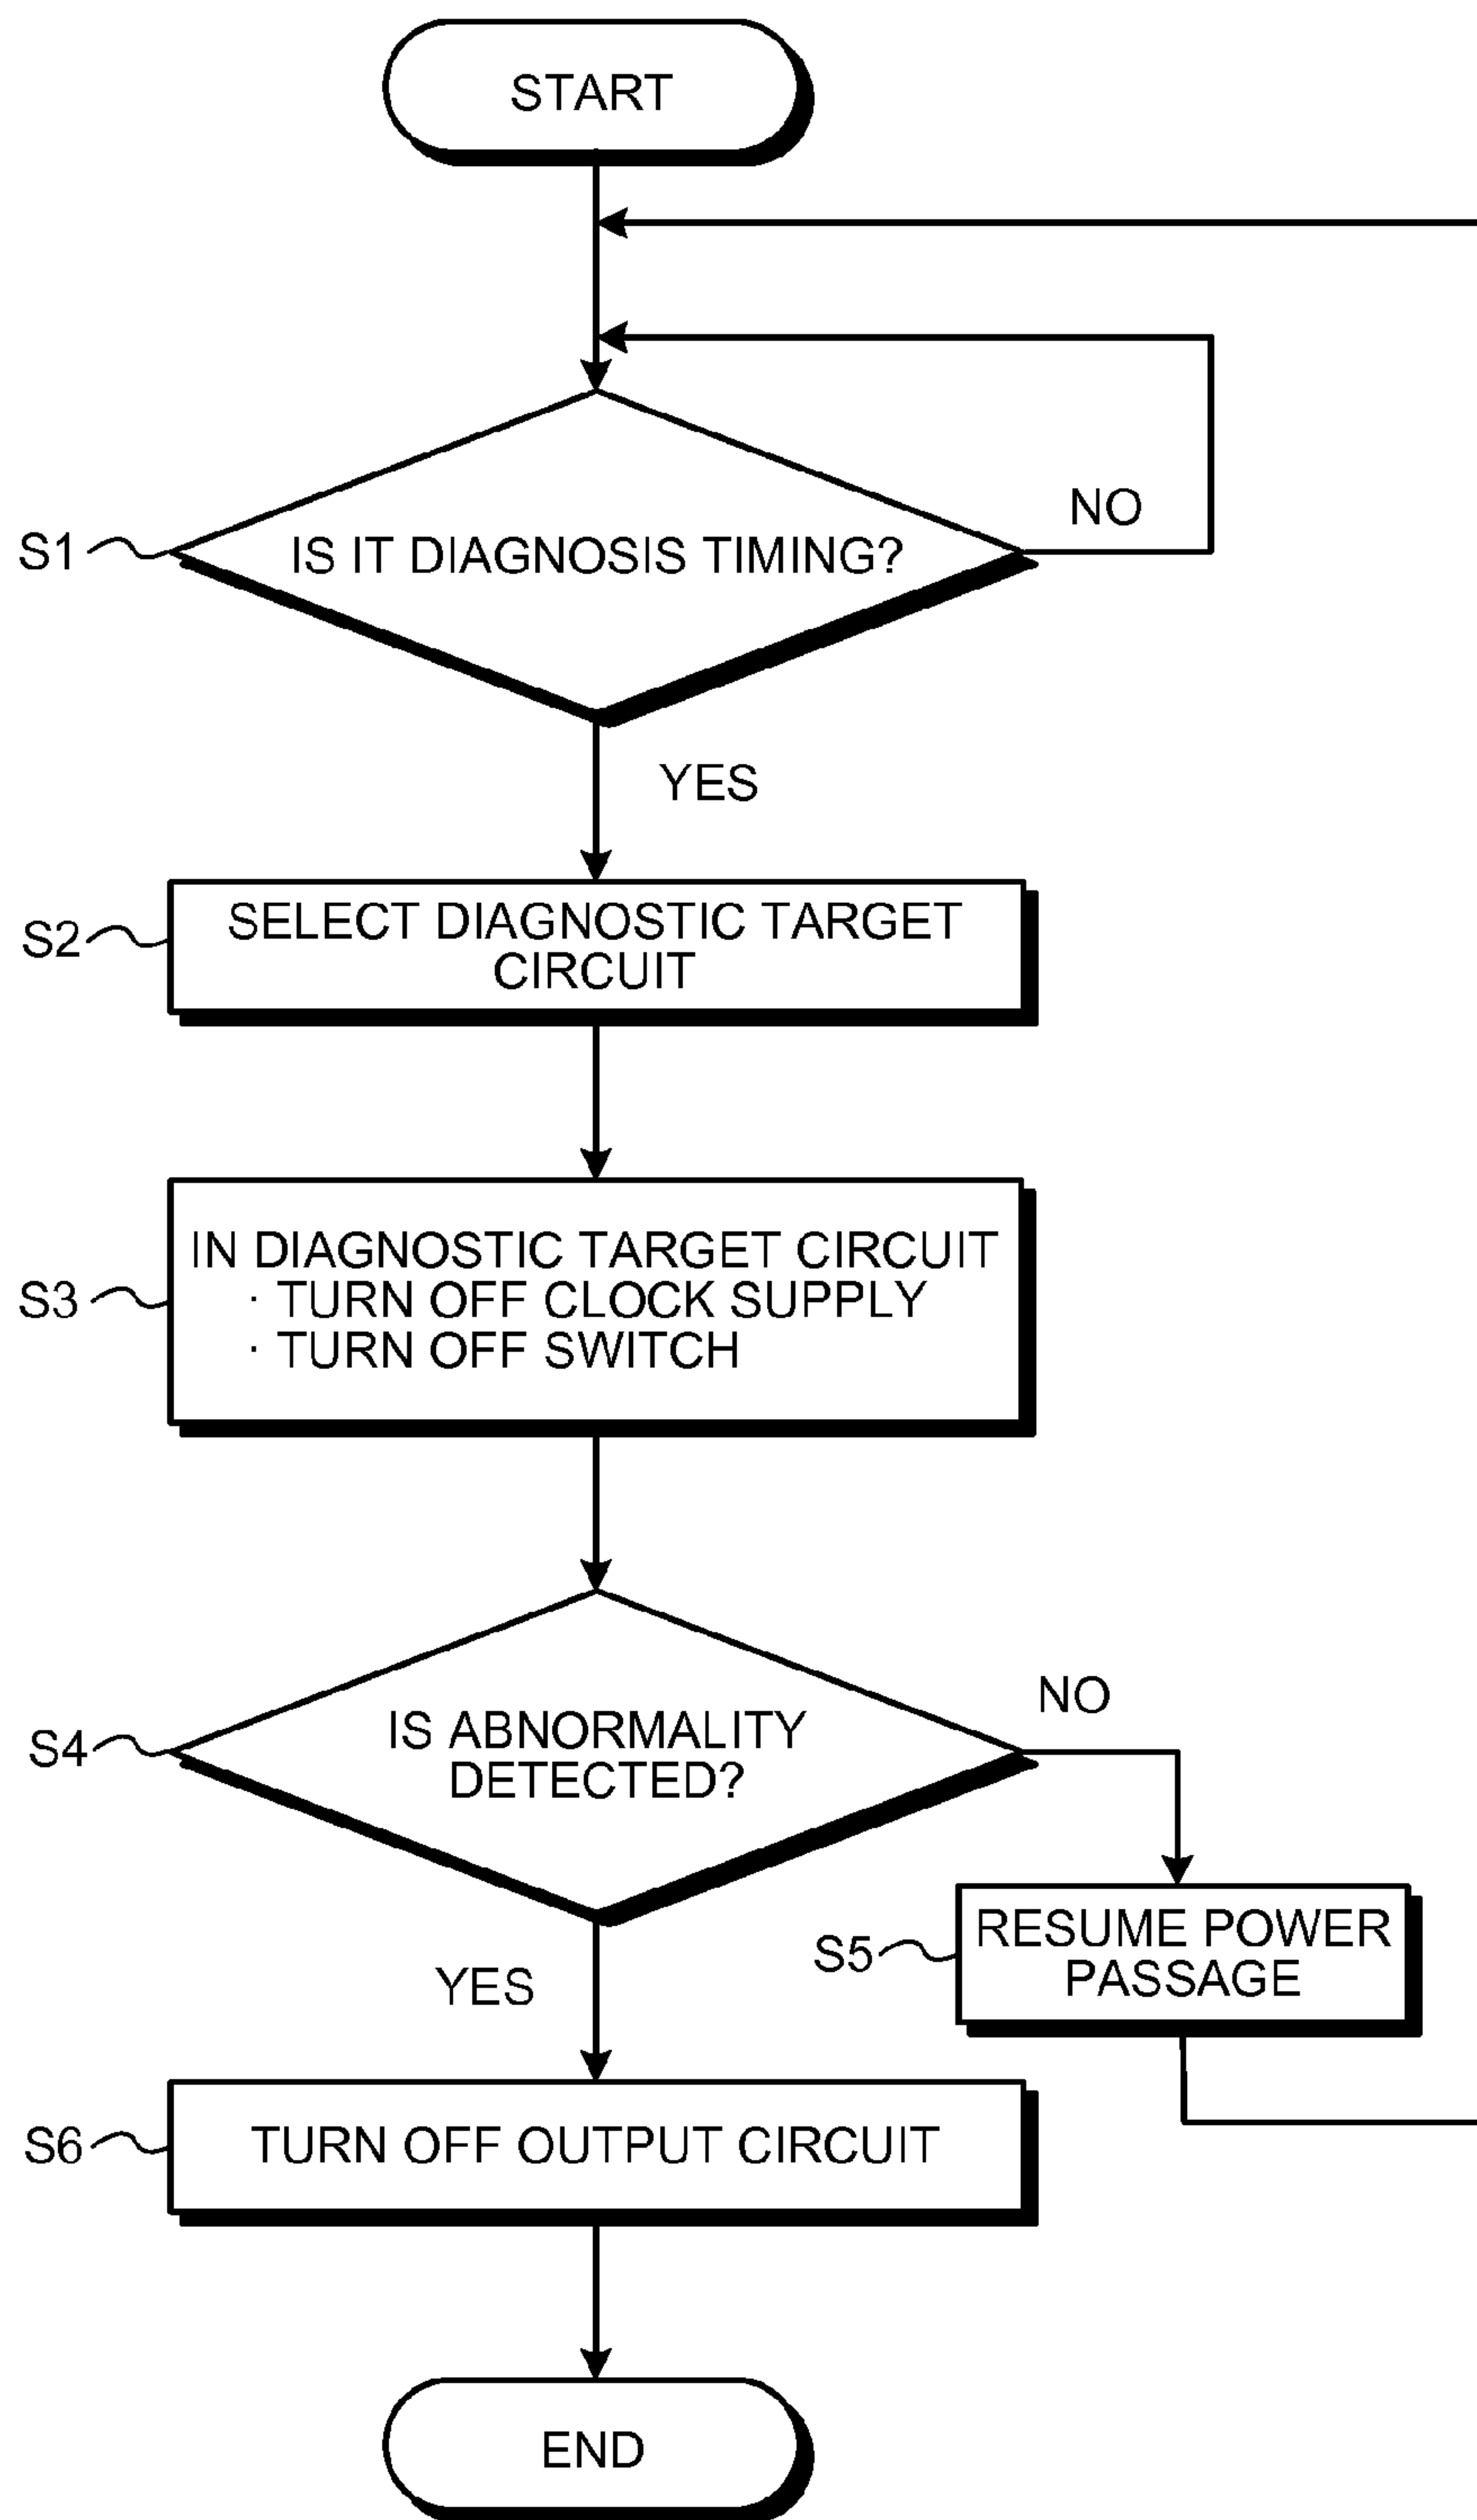 START
NO
S1
IS IT DIAGNOSIS TIMING?
YES
S2
SELECT DIAGNOSTIC TARGET
CIRCUIT
S3
IN DIAGNOSTIC TARGET CIRCUIT
· TURN OFF CLOCK SUPPLY
· TURN OFF SWITCH
S4
IS ABNORMALITY
DETECTED?
NO
S5
RESUME POWER
PASSAGE
YES
S6
TURN OFF OUTPUT CIRCUIT
END